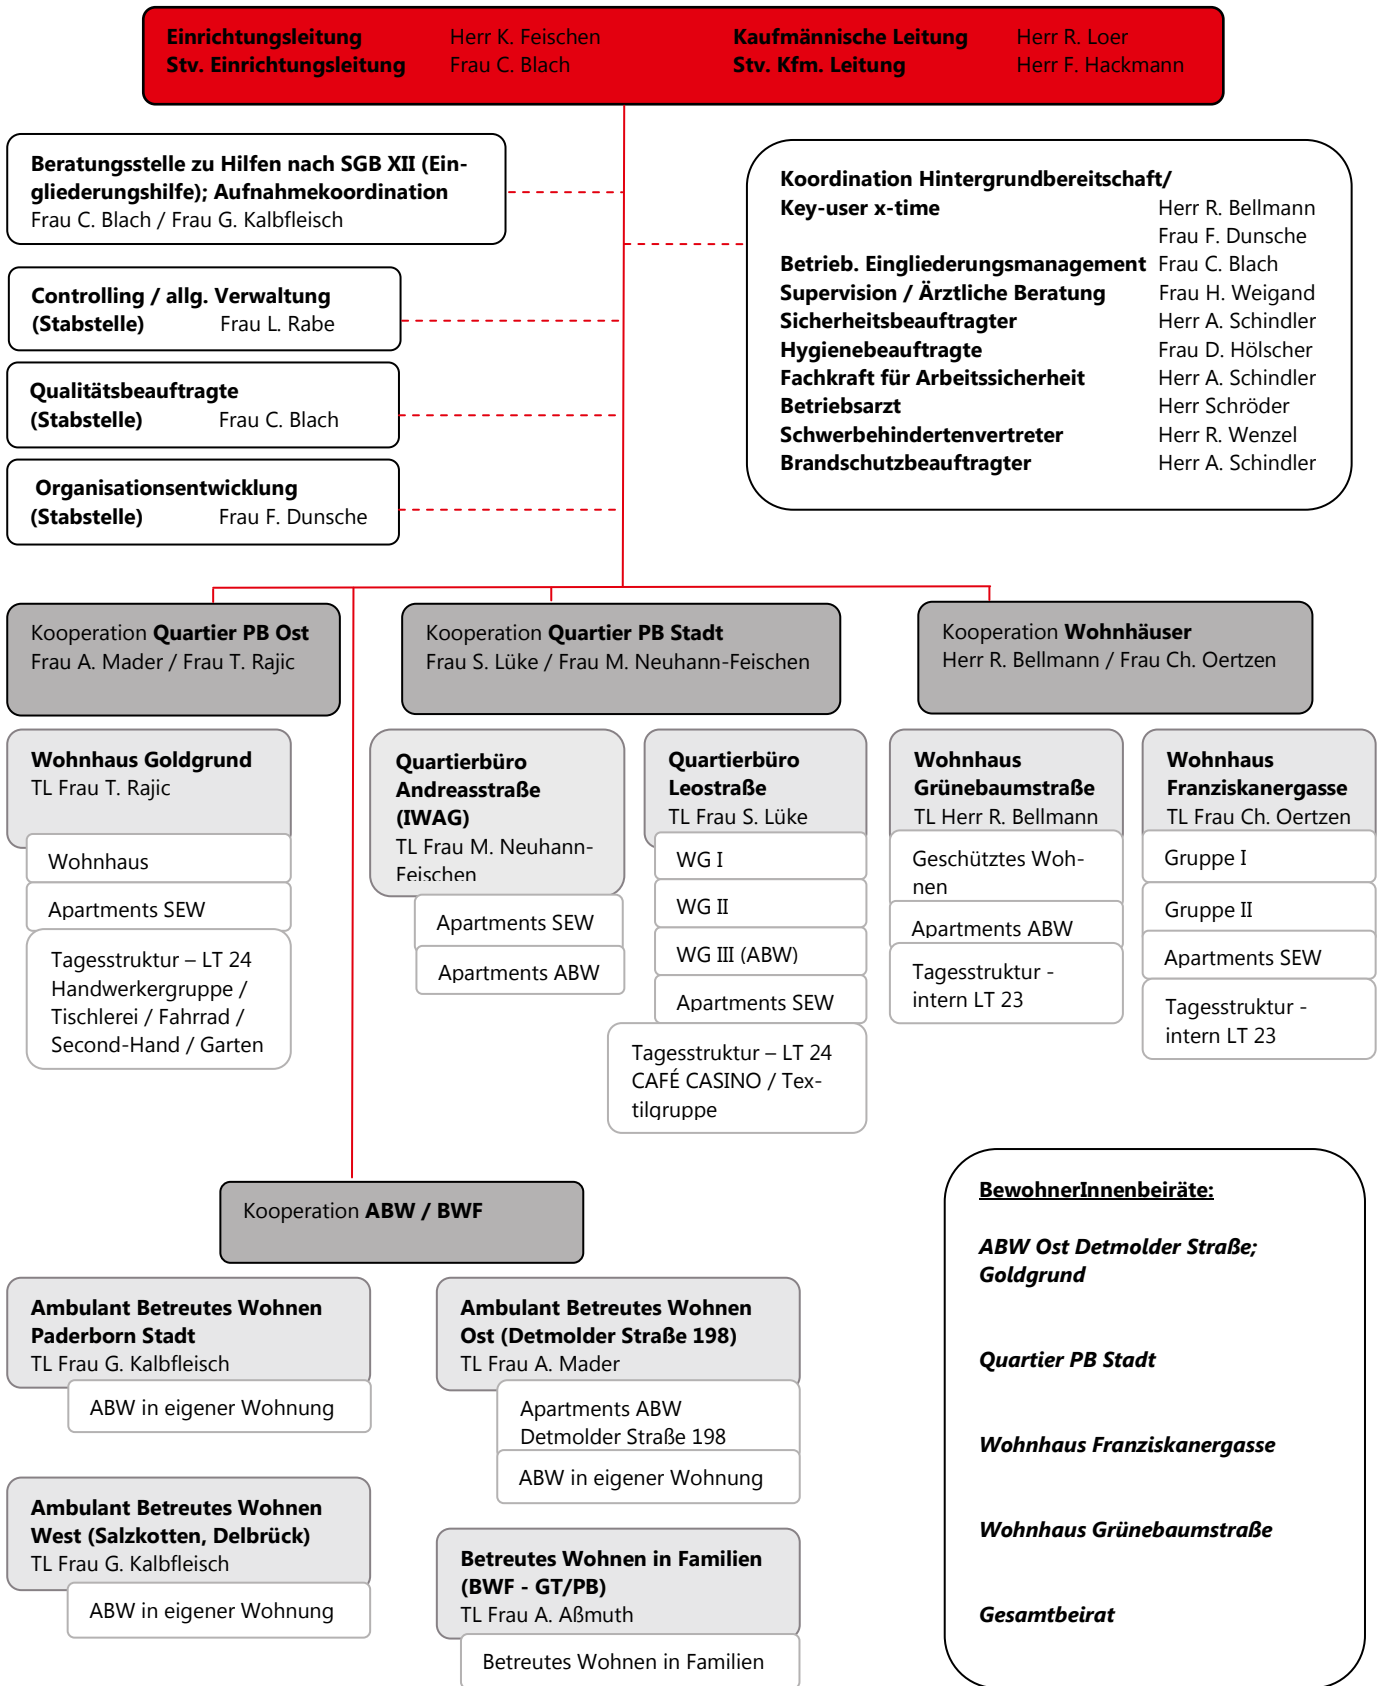 Einrichtungsleitung Herr K. Feischen Kaufmännische Leitung Herr R. Loer
Stv. Einrichtungsleitung Frau C. Blach Stv. Kfm. Leitung Herr F. Hackmann
Beratungsstelle zu Hilfen nach SGB XII (Ein-
gliederungshilfe); Aufnahmekoordination
Frau C. Blach / Frau G. Kalbfleisch
Controlling / allg. Verwaltung
(Stabstelle) Frau L. Rabe
Qualitätsbeauftragte
(Stabstelle) Frau C. Blach
Organisationsentwicklung
(Stabstelle) Frau F. Dunsche
Koordination Hintergrundbereitschaft/
Key-user x-time Herr R. Bellmann
Frau F. Dunsche
Betrieb. Eingliederungsmanagement Frau C. Blach
Supervision / Ärztliche Beratung Frau H. Weigand
Sicherheitsbeauftragter Herr A. Schindler
Hygienebeauftragte Frau D. Hölscher
Fachkraft für Arbeitssicherheit Herr A. Schindler
Betriebsarzt Herr Schröder
Schwerbehindertenvertreter Herr R. Wenzel
Brandschutzbeauftragter Herr A. Schindler
Kooperation Quartier PB Ost
Frau A. Mader / Frau T. Rajic
Kooperation Quartier PB Stadt
Frau S. Lüke / Frau M. Neuhann-Feischen
Kooperation Wohnhäuser
Herr R. Bellmann / Frau Ch. Oertzen
Wohnhaus Goldgrund
TL Frau T. Rajic
Wohnhaus
Apartments SEW
Tagesstruktur – LT 24
Handwerkergruppe /
Tischlerei / Fahrrad /
Second-Hand / Garten
Quartierbüro
Andreasstraße
(IWAG)
TL Frau M. Neuhann-
Feischen
Apartments SEW
Apartments ABW
Quartierbüro
Leostraße
TL Frau S. Lüke
WG I
WG II
WG III (ABW)
Apartments SEW
Tagesstruktur – LT 24
CAFÉ CASINO / Tex-
tilgruppe
Wohnhaus
Grünebaumstraße
TL Herr R. Bellmann
Geschütztes Woh-
nen
Apartments ABW
Tagesstruktur -
intern LT 23
Wohnhaus
Franziskanergasse
TL Frau Ch. Oertzen
Gruppe I
Gruppe II
Apartments SEW
Tagesstruktur -
intern LT 23
Kooperation ABW / BWF
Ambulant Betreutes Wohnen
Paderborn Stadt
TL Frau G. Kalbfleisch
ABW in eigener Wohnung
Ambulant Betreutes Wohnen
West (Salzkotten, Delbrück)
TL Frau G. Kalbfleisch
ABW in eigener Wohnung
Ambulant Betreutes Wohnen
Ost (Detmolder Straße 198)
TL Frau A. Mader
Apartments ABW
Detmolder Straße 198
ABW in eigener Wohnung
Betreutes Wohnen in Familien
(BWF - GT/PB)
TL Frau A. Aßmuth
Betreutes Wohnen in Familien
BewohnerInnenbeiräte:
ABW Ost Detmolder Straße;
Goldgrund
Quartier PB Stadt
Wohnhaus Franziskanergasse
Wohnhaus Grünebaumstraße
Gesamtbeirat